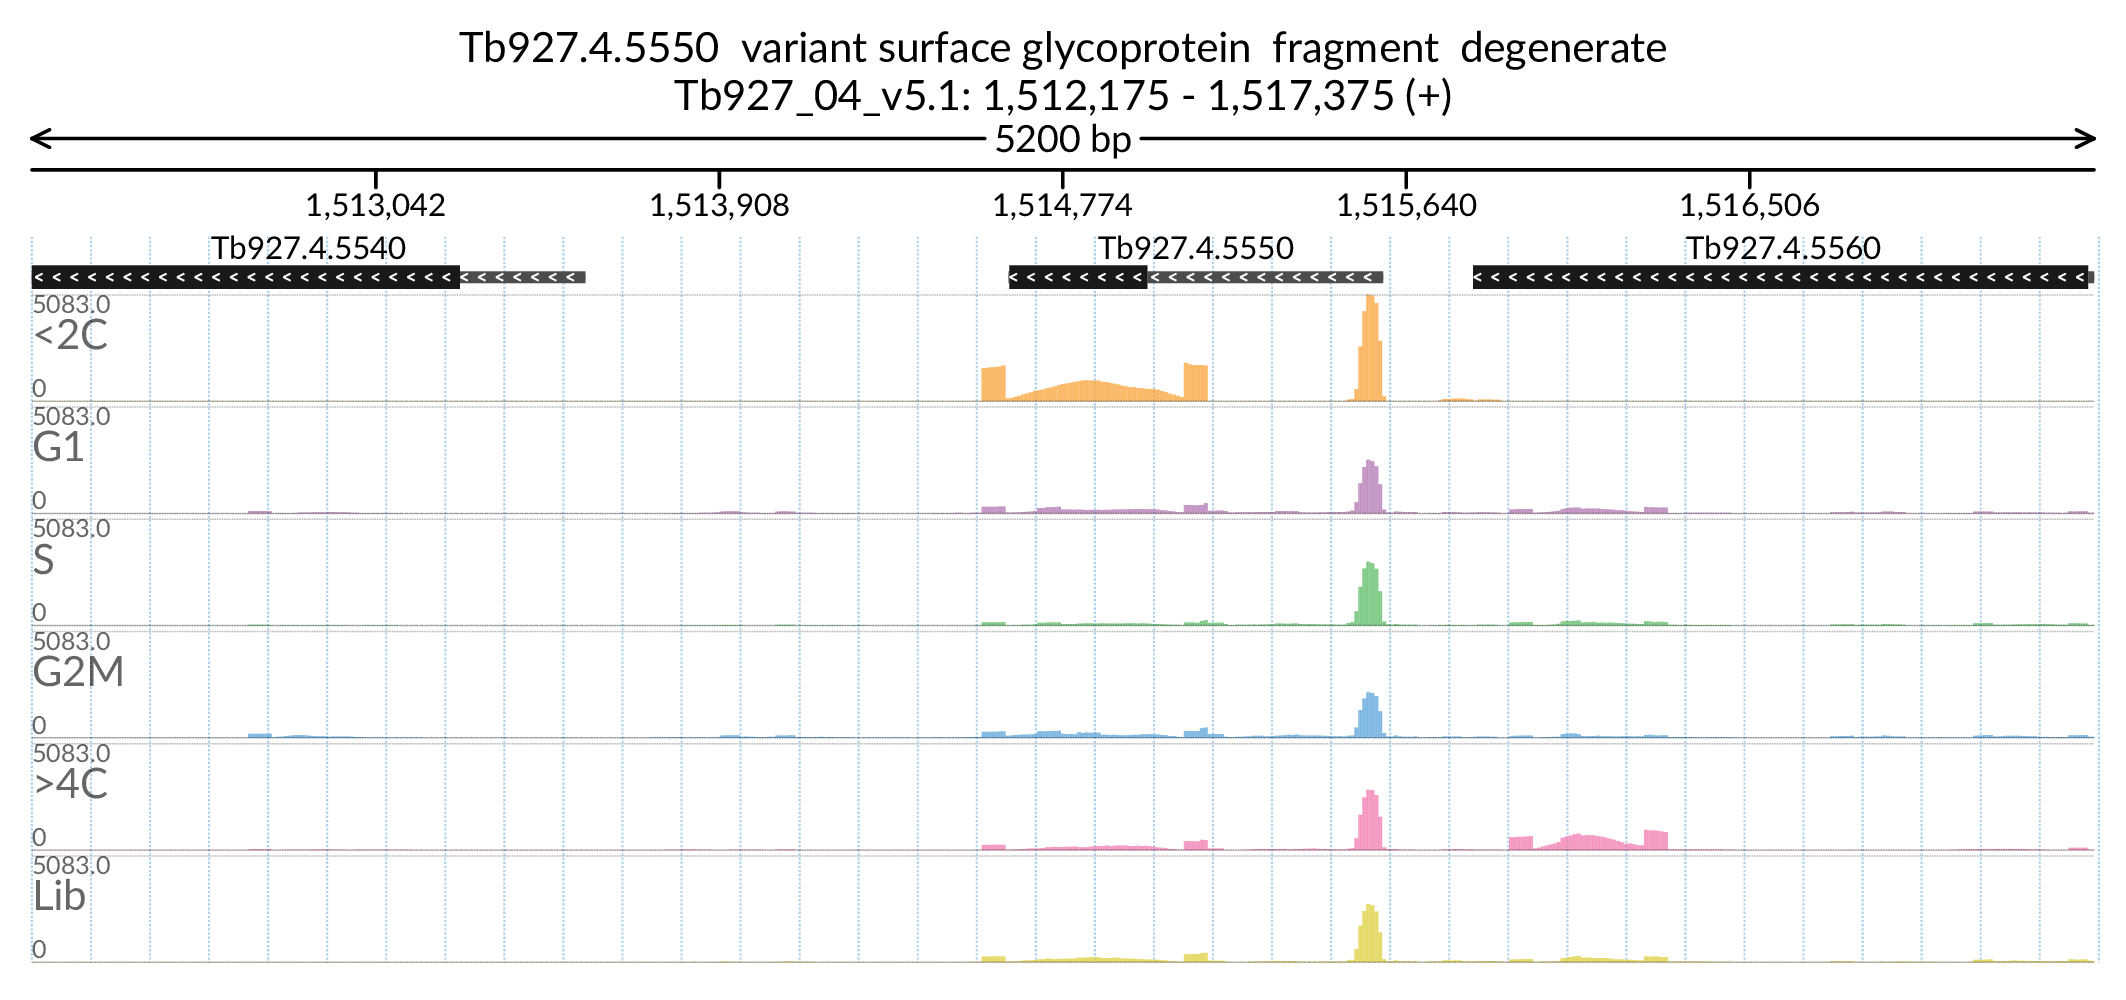 Tb927.4.5550 variant surface glycoprotein fragment degenerate
Tb927_04_v5.1: 1,512,175 - 1,517,375 (+)
5200 bp
1,513,042 1,513,908 1,514,774 1,515,640 1,516,506
Tb927.4.5540 Tb927.4.5550 Tb927.4.5560
5083.0
<2C
0
5083.0
G1
0
5083.0
S
0
5083.0
G2M
0
5083.0
>4C
0
5083.0
Lib
0